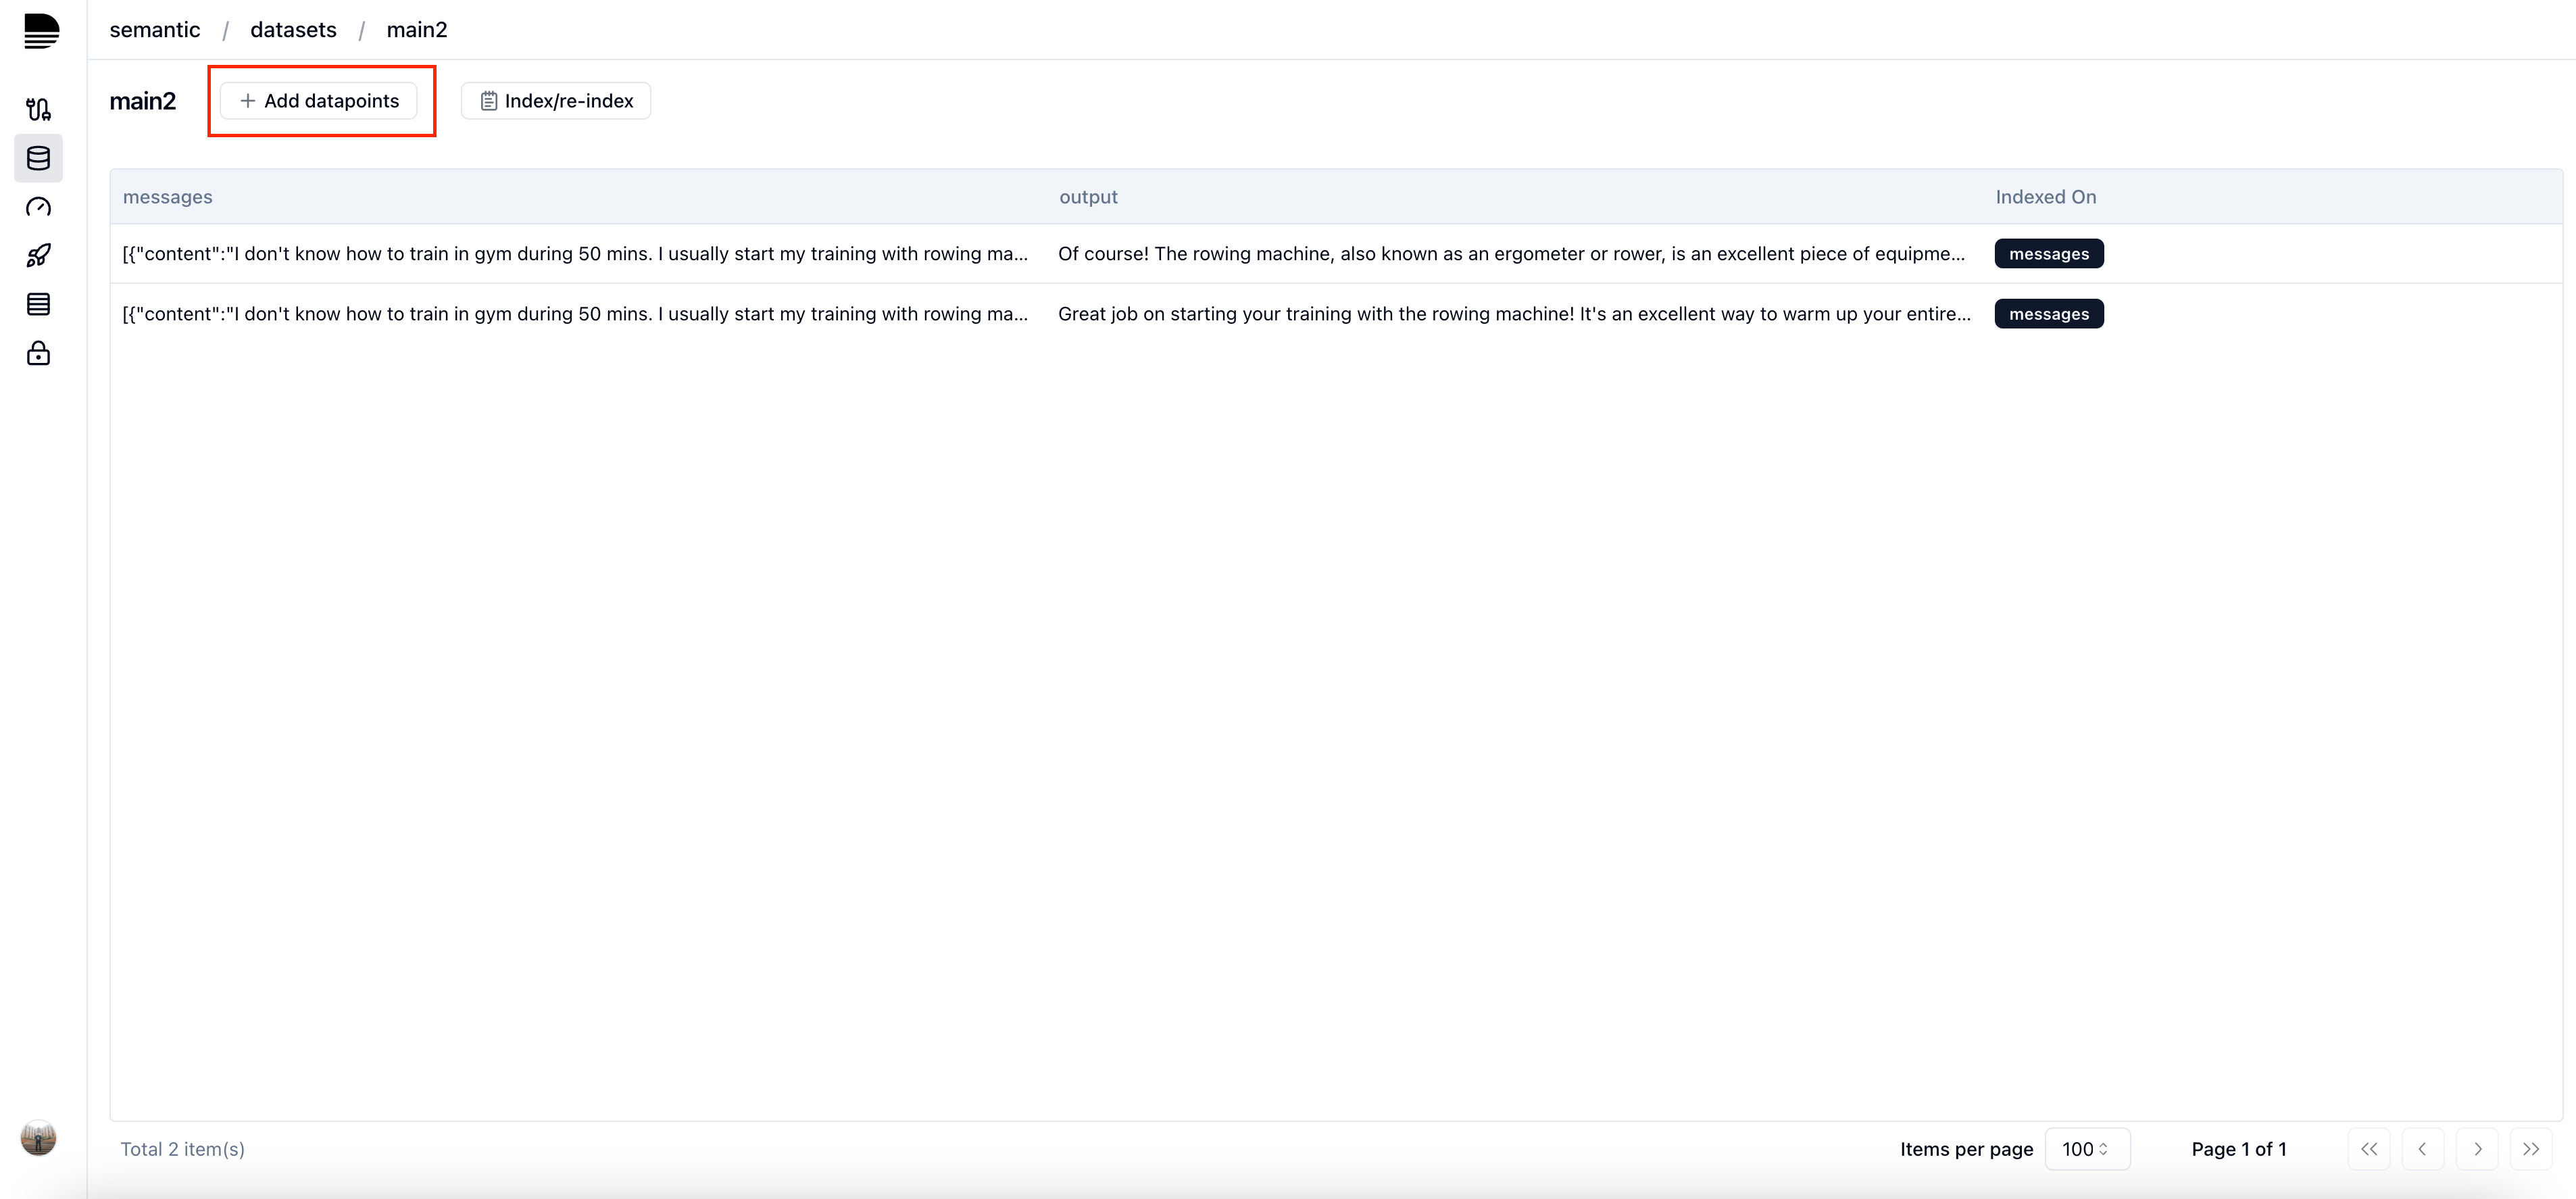 semantic / datasets / main2
main2 + Add datapoints Index/re-index
messages output Indexed On
[{"content":"I don't know how to train in gym during 50 mins. I usually start my training with rowing ma... Of course! The rowing machine, also known as an ergometer or rower, is an excellent piece of equipme... messages
[{"content":"I don't know how to train in gym during 50 mins. I usually start my training with rowing ma... Great job on starting your training with the rowing machine! It's an excellent way to warm up your entire... messages
Total 2 item(s) Items per page 100 Page 1 of 1